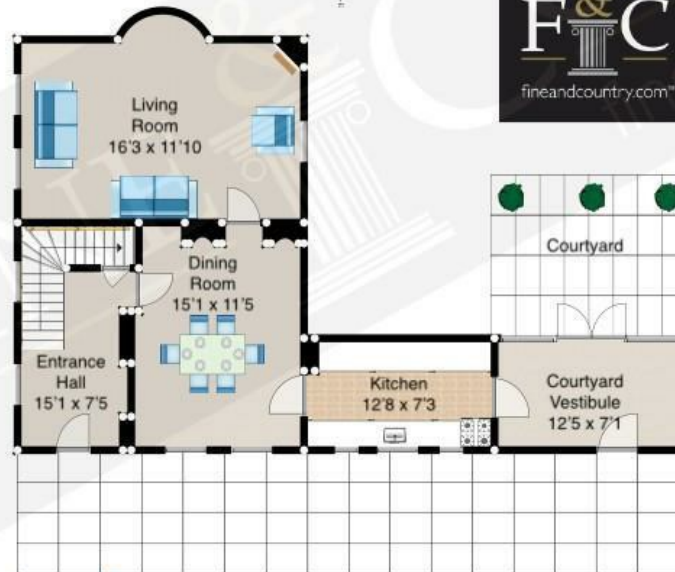 F&C
fineandcountry.com™
Living
Room
16'3 x 11'10
Courtyard
Dining
Room
15'1 x 11'5
Entrance
Hall
15'1 x 7'5
Kitchen
12'8 x 7'3
Courtyard
Vestibule
12'5 x 7'1